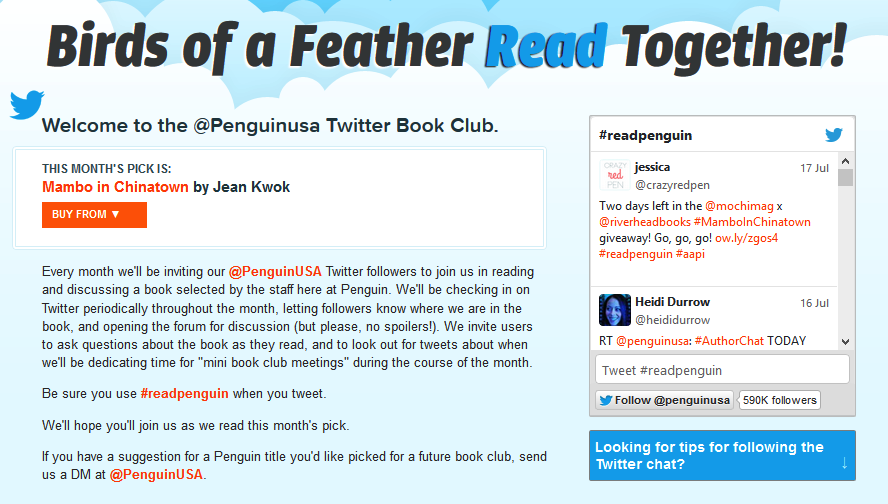 Birds of a Feather Read Together!
Welcome to the @Penguinusa Twitter Book Club.
THIS MONTH'S PICK IS:
Mambo in Chinatown by Jean Kwok
BUY FROM ▼
Every month we'll be inviting our @PenguinUSA Twitter followers to join us in reading
and discussing a book selected by the staff here at Penguin. We'll be checking in on
Twitter periodically throughout the month, letting followers know where we are in the
book, and opening the forum for discussion (but please, no spoilers!). We invite users
to ask questions about the book as they read, and to look out for tweets about when
we'll be dedicating time for "mini book club meetings" during the course of the month.
Be sure you use #readpenguin when you tweet.
We'll hope you'll join us as we read this month's pick.
If you have a suggestion for a Penguin title you'd like picked for a future book club, send
us a DM at @PenguinUSA.
#readpenguin
CRAZY
red
PEN
jessica 17 Jul
@crazyredpen
Two days left in the @mochimag x
@riverheadbooks #MamboInChinatown
giveaway! Go, go, go! ow.ly/zgos4
#readpenguin #aapi
Heidi Durrow 16 Jul
@heididurrow
RT @penguinusa: #AuthorChat TODAY
Tweet #readpenguin
Follow @penguinusa 590K followers
Looking for tips for following the
Twitter chat? ↓